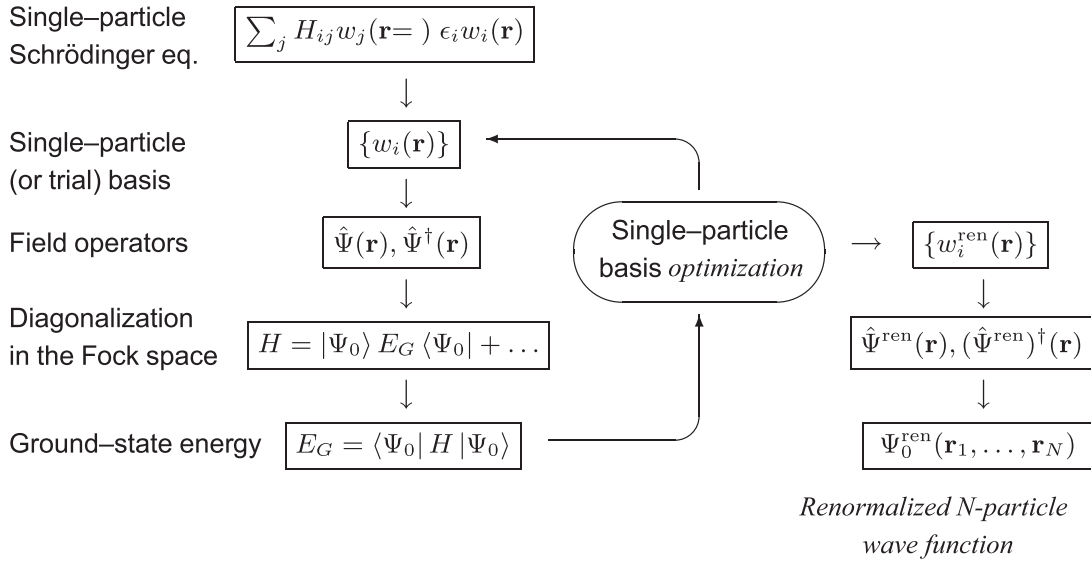 Single–particle
Schrödinger eq.
∑_j H_{ij} w_j(𝐫= ) ϵ_i w_i(𝐫)
↓
Single–particle
(or trial) basis
{w_i(𝐫)}
↓
Field operators
Ψ̂(𝐫), Ψ̂†(𝐫)
↓
Diagonalization
in the Fock space
H = |Ψ_0⟩ E_G ⟨Ψ_0| + …
↓
Ground–state energy
E_G = ⟨Ψ_0| H |Ψ_0⟩
Single–particle
basis optimization
→
{w_i^{ren}(𝐫)}
↓
Ψ̂^{ren}(𝐫), (Ψ̂^{ren})†(𝐫)
↓
Ψ_0^{ren}(𝐫_1, …, 𝐫_N)
Renormalized N-particle
wave function